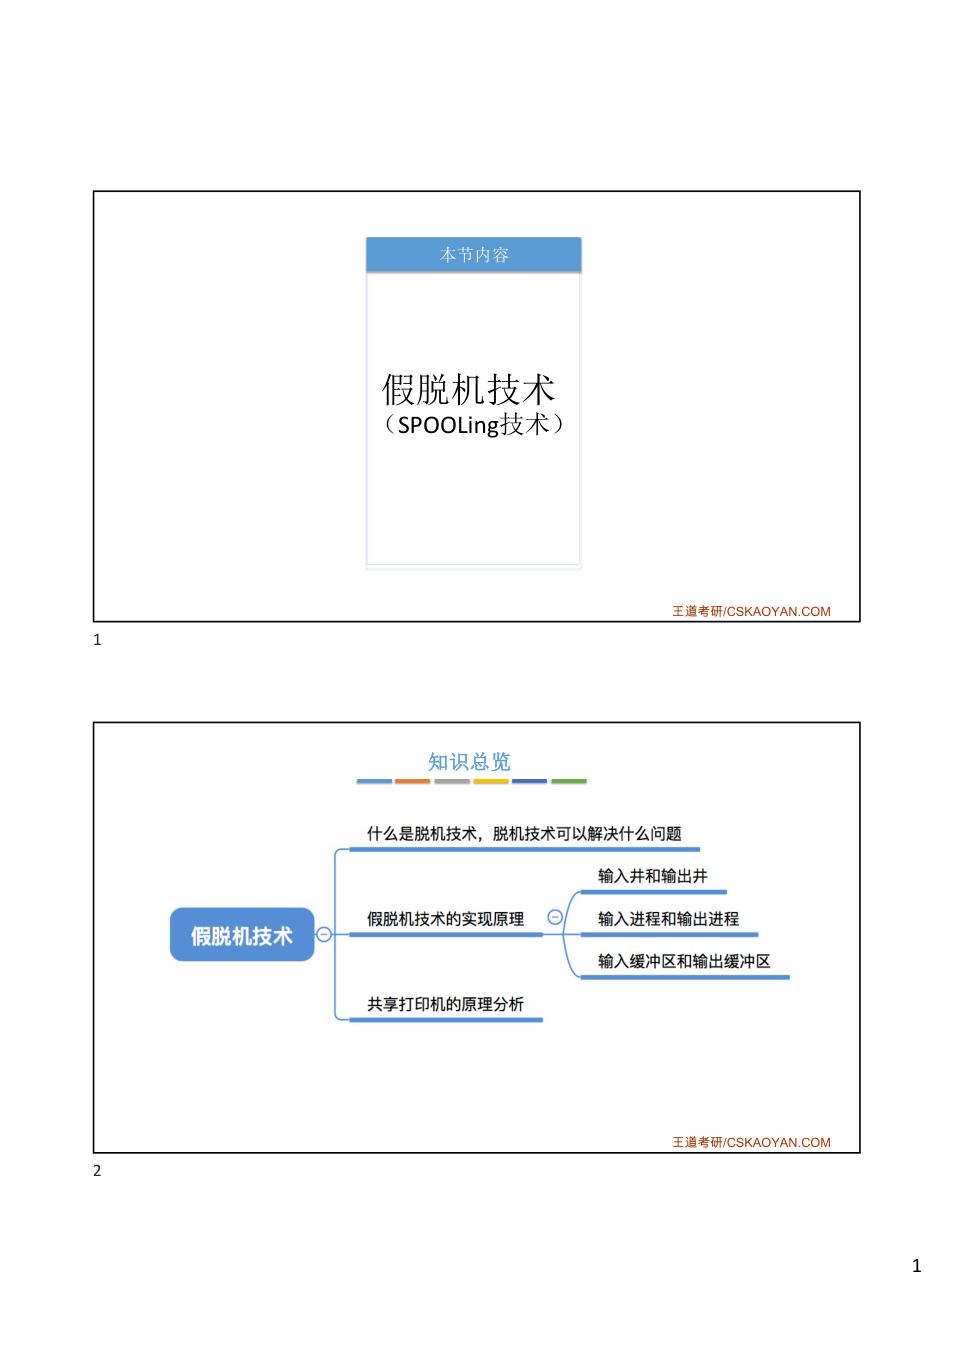 本节内容
假脱机技术
（SPOOLing技术）
王道考研/CSKAOYAN.COM
1
知识总览
什么是脱机技术，脱机技术可以解决什么问题
输入井和输出井
假脱机技术
假脱机技术的实现原理
输入进程和输出进程
输入缓冲区和输出缓冲区
共享打印机的原理分析
王道考研/CSKAOYAN.COM
2
1